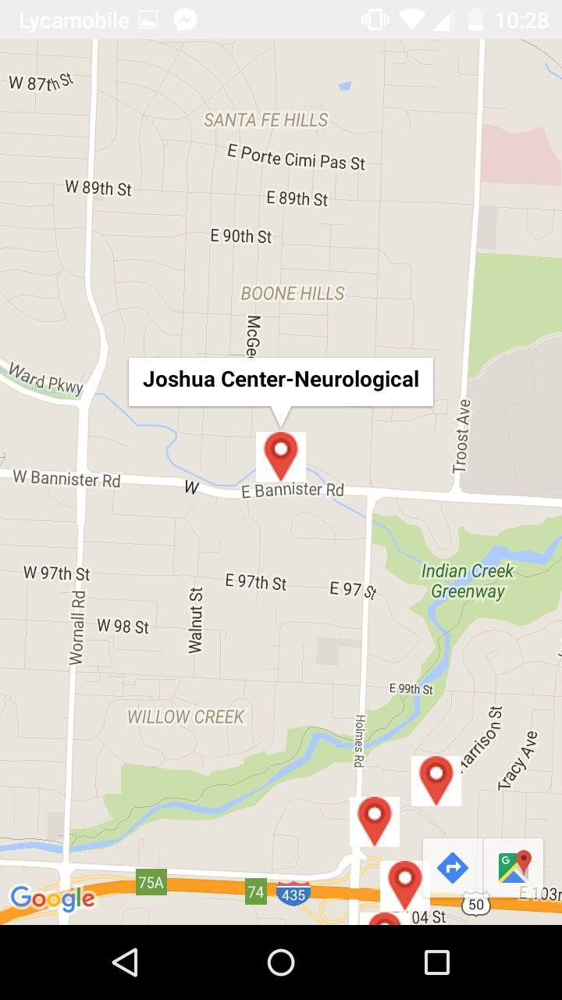 Lycamobile
10:28
W 87th St
SANTA FE HILLS
E Porte Cimi Pas St
W 89th St
E 89th St
E 90th St
BOONE HILLS
McGee
Ward Pkwy
Joshua Center-Neurological
Troost Ave
W Bannister Rd
W
E Bannister Rd
W 97th St
E 97th St
E 97 St
Indian Creek
Greenway
Wornall Rd
Walnut St
W 98 St
E 99th St
WILLOW CREEK
Holmes Rd
Harrison St
Tracy Ave
G
75A
74
435
Google
E 103r
50
104 St